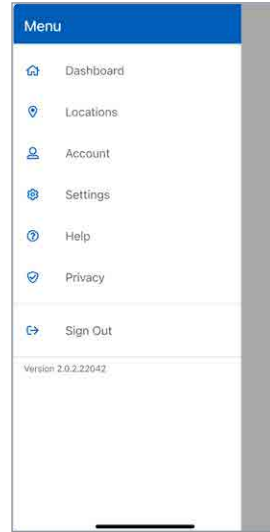 Menu
Dashboard
Locations
Account
Settings
Help
Privacy
Sign Out
Version 2.0.2.22042